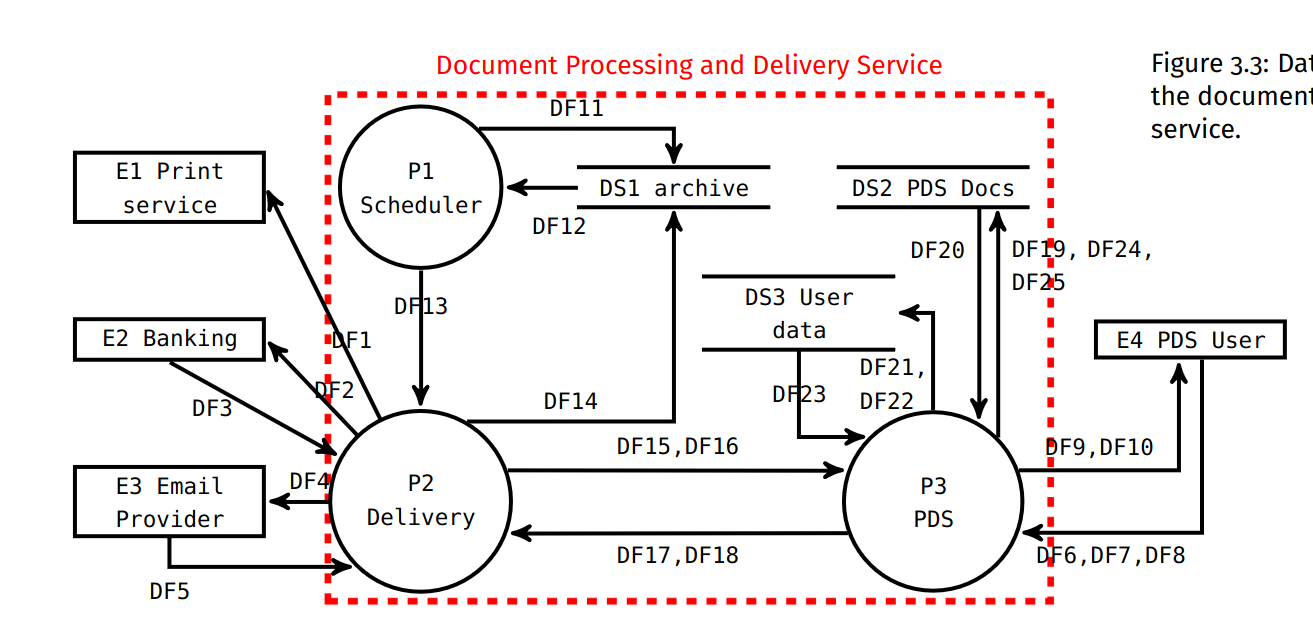 Document Processing and Delivery Service
Figure 3.3: Dat
the document
service.
DF11
E1 Print
service
P1
Scheduler
DS1 archive
DS2 PDS Docs
DF12
DF20
DF19, DF24,
DF25
DF13
DS3 User
data
E2 Banking
DF1
E4 PDS User
DF2
DF3
DF14
DF21,
DF22
DF23
DF15,DF16
DF9,DF10
E3 Email
Provider
DF4
P2
Delivery
P3
PDS
DF17,DF18
DF6,DF7,DF8
DF5